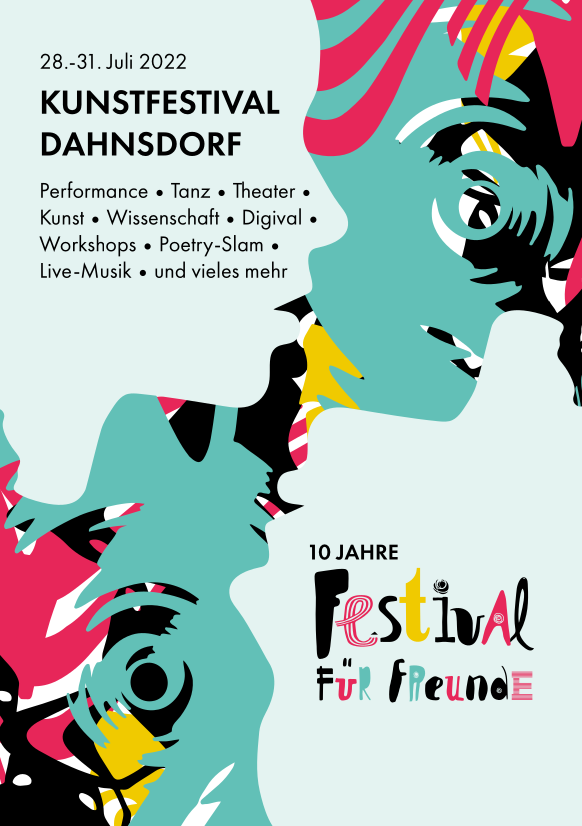 28.-31. Juli 2022
KUNSTFESTIVAL
DAHNSDORF
Performance • Tanz • Theater •
Kunst • Wissenschaft • Digival •
Workshops • Poetry-Slam •
Live-Musik • und vieles mehr
10 JAHRE
Festival
FÜR FReundE